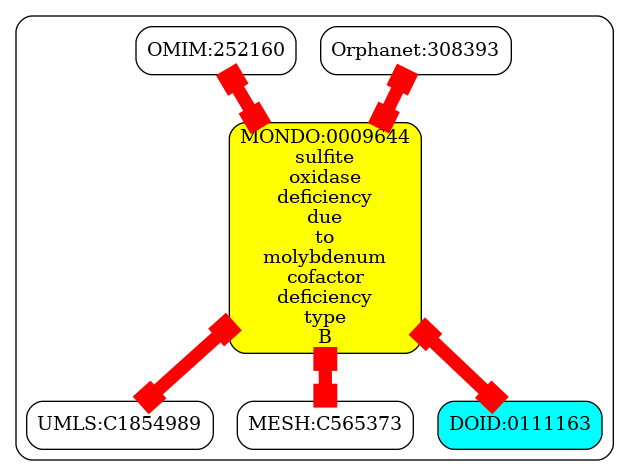 OMIM:252160
Orphanet:308393
MONDO:0009644
sulfite
oxidase
deficiency
due
to
molybdenum
cofactor
deficiency
type
B
UMLS:C1854989
MESH:C565373
DOID:0111163